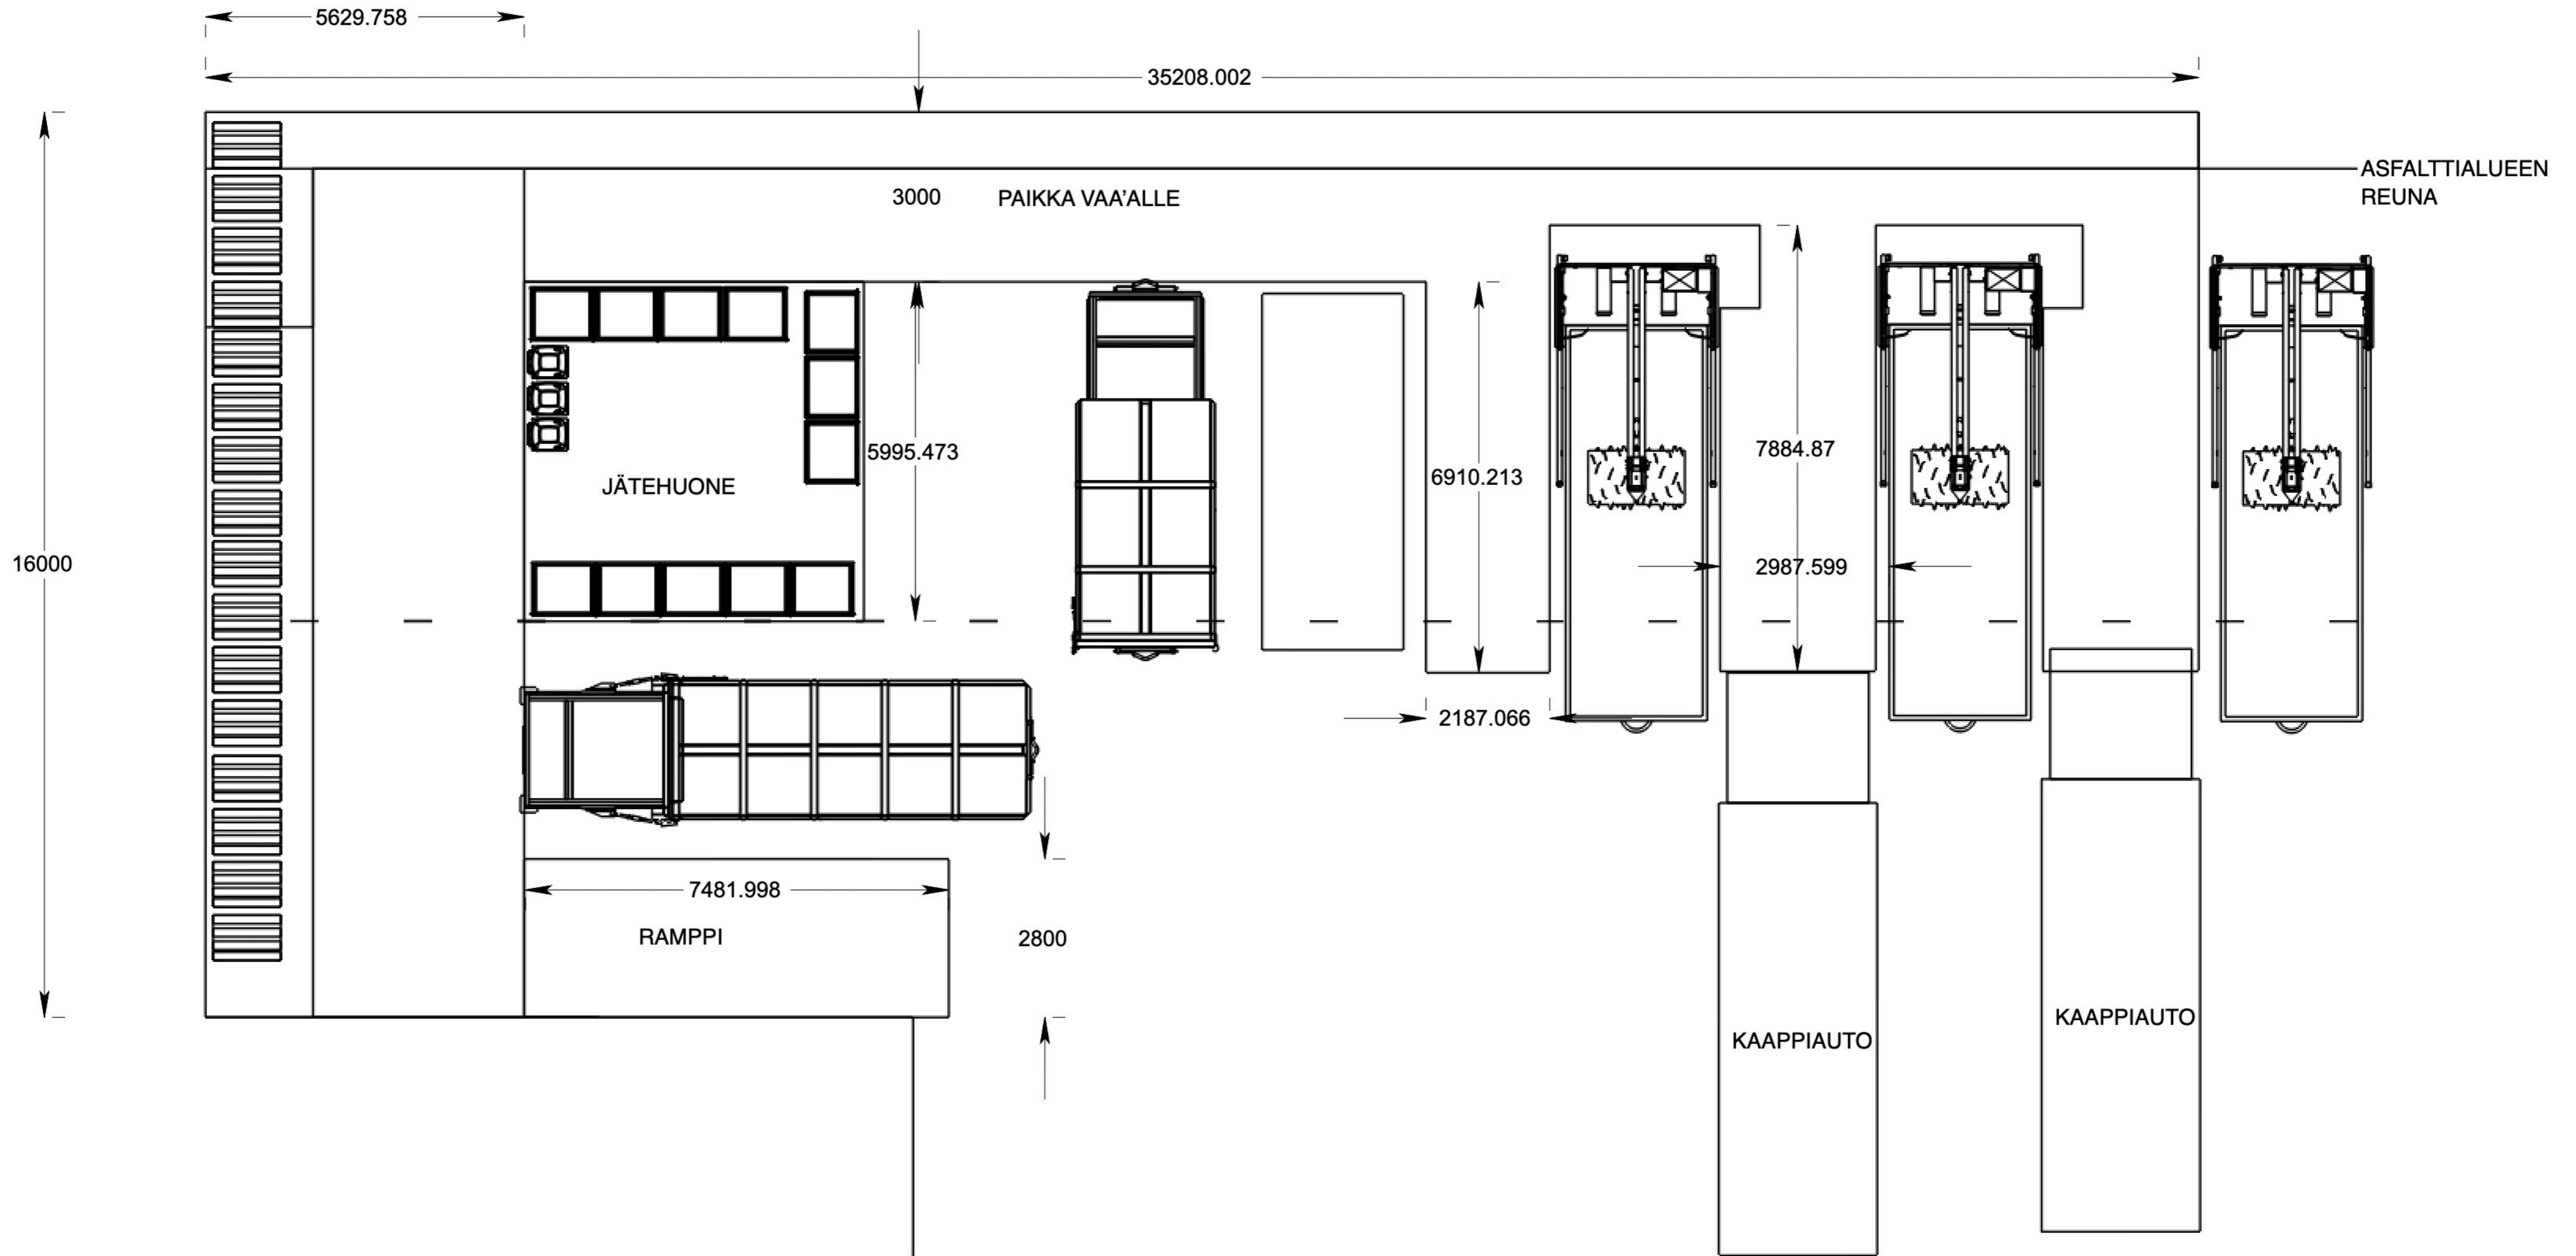 5629.758
35208.002
ASFALTTIALUEEN
REUNA
3000
PAIKKA VAA'ALLE
5995.473
7884.87
6910.213
JÄTEHUONE
16000
2987.599
2187.066
7481.998
RAMPPI
2800
KAAPPIAUTO
KAAPPIAUTO